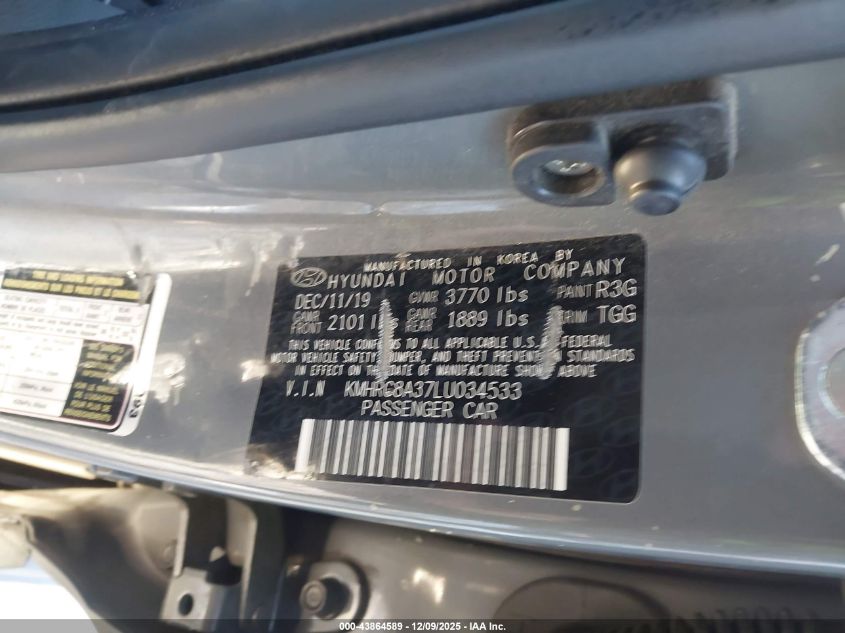 MANUFACTURED IN KOREA BY
HYUNDAI MOTOR COMPANY
DEC/11/19 GVWR 3770 lbs PAINT R3G
GAWR FRONT 2101 GAWR REAR 1889 lbs TRIM TGG
THIS VEHICLE CONFORMS TO ALL APPLICABLE U.S. FEDERAL
MOTOR VEHICLE SAFETY, BUMPER, AND THEFT PREVENTION STANDARDS
IN EFFECT ON THE DATE OF MANUFACTURE SHOWN ABOVE.
V.I.N KMHRC8A37LU034533
PASSENGER CAR
000-43864589 - 12/09/2025 - IAA Inc.